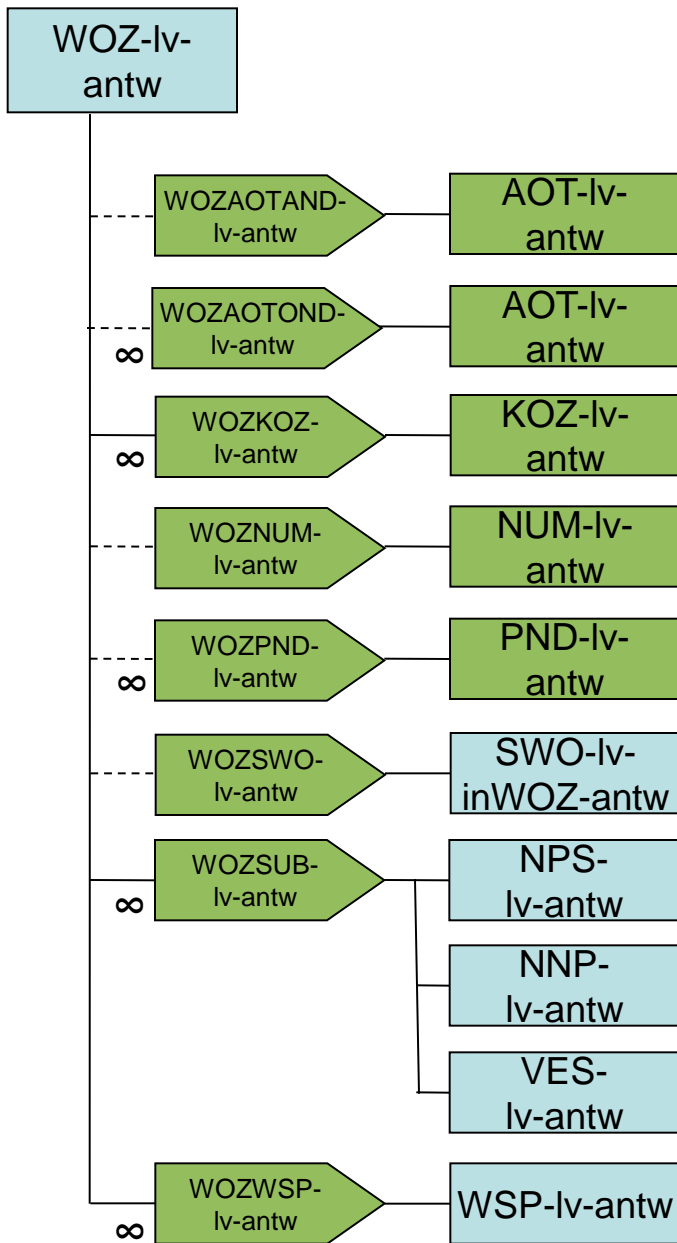 WOZ-lv-
antw
WOZAOTAND-
lv-antw
AOT-lv-
antw
WOZAOTOND-
lv-antw
AOT-lv-
antw
∞
WOZKOZ-
lv-antw
KOZ-lv-
antw
∞
WOZNUM-
lv-antw
NUM-lv-
antw
WOZPND-
lv-antw
PND-lv-
antw
∞
WOZSWO-
lv-antw
SWO-lv-
inWOZ-antw
WOZSUB-
lv-antw
NPS-
lv-antw
∞
NNP-
lv-antw
VES-
lv-antw
WOZWSP-
lv-antw
WSP-lv-antw
∞